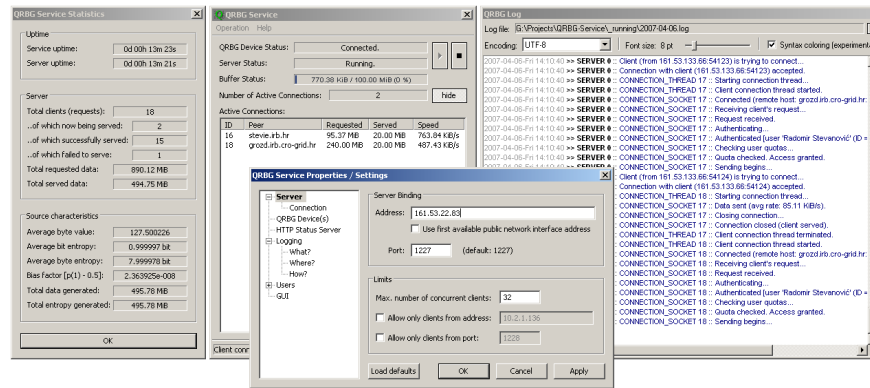 QRBG Service Statistics
Uptime
Service uptime: 0d 00h 13m 23s
Server uptime: 0d 00h 13m 21s
Server
Total clients (requests): 18
..of which now being served: 2
..of which successfully served: 15
..of which failed to serve: 1
Total requested data: 890.12 MiB
Total served data: 494.75 MiB
Source characteristics
Average byte value: 127.500226
Average bit entropy: 0.999997 bit
Average byte entropy: 7.999978 bit
Bias factor [p(1) - 0.5]: 2.363925e-008
Total data generated: 495.78 MiB
Total entropy generated: 495.78 MiB
OK
QRBG Service
Operation Help
QRBG Device Status: Connected.
Server Status: Running.
Buffer Status: 770.38 KiB / 100.00 MiB (0 %)
Number of Active Connections: 2 hide
Active Connections:
ID Peer Requested Served Speed
16 stevie.irb.hr 95.37 MiB 20.00 MiB 763.84 KiB/s
18 grozd.irb.cro-grid.hr 240.00 MiB 20.00 MiB 487.43 KiB/s
Client conn
QRBG Log
Log file: G:\Projects\QRBG-Service\_running\2007-04-06.log
Encoding: UTF-8 Font size: 8 pt Syntax coloring (experimenta
2007-04-06-Fri 14:10:40 >> SERVER 0 :: Client (from 161.53.133.66:54123) is trying to connect...
2007-04-06-Fri 14:10:40 >> SERVER 0 :: Connection with client (161.53.133.66:54123) accepted.
2007-04-06-Fri 14:10:40 >> SERVER 0 :: CONNECTION_THREAD 17 :: Starting connection thread...
2007-04-06-Fri 14:10:40 >> SERVER 0 :: CONNECTION_THREAD 17 :: Client connection thread started.
2007-04-06-Fri 14:10:40 >> SERVER 0 :: CONNECTION_SOCKET 17 :: Connected (remote host: grozd.irb.cro-grid.hr:
2007-04-06-Fri 14:10:40 >> SERVER 0 :: CONNECTION_SOCKET 17 :: Receiving client's request...
2007-04-06-Fri 14:10:40 >> SERVER 0 :: CONNECTION_SOCKET 17 :: Request received.
2007-04-06-Fri 14:10:40 >> SERVER 0 :: CONNECTION_SOCKET 17 :: Authenticating...
2007-04-06-Fri 14:10:40 >> SERVER 0 :: CONNECTION_SOCKET 17 :: Authenticated (user 'Radomir Stevanović' (ID =
2007-04-06-Fri 14:10:40 >> SERVER 0 :: CONNECTION_SOCKET 17 :: Checking user quotas...
2007-04-06-Fri 14:10:40 >> SERVER 0 :: CONNECTION_SOCKET 17 :: Quota checked. Access granted.
CONNECTION_SOCKET 17 :: Sending begins...
Client (from 161.53.133.66:54124) is trying to connect...
Connection with client (161.53.133.66:54124) accepted.
: CONNECTION_THREAD 18 :: Starting connection thread...
: CONNECTION_SOCKET 17 :: Data sent (avg rate: 85.11 KiB/s).
: CONNECTION_SOCKET 17 :: Closing connection...
: CONNECTION_SOCKET 17 :: Connection closed (client served).
: CONNECTION_THREAD 17 :: Client connection thread terminated.
: CONNECTION_THREAD 18 :: Client connection thread started.
: CONNECTION_SOCKET 18 :: Connected (remote host: grozd.irb.cro-grid.hr:
: CONNECTION_SOCKET 18 :: Receiving client's request...
: CONNECTION_SOCKET 18 :: Request received.
: CONNECTION_SOCKET 18 :: Authenticating...
: CONNECTION_SOCKET 18 :: Authenticated (user 'Radomir Stevanović' (ID =
: CONNECTION_SOCKET 18 :: Checking user quotas...
: CONNECTION_SOCKET 18 :: Quota checked. Access granted.
: CONNECTION_SOCKET 18 :: Sending begins...
QRBG Service Properties / Settings
Server
Connection
QRBG Device(s)
HTTP Status Server
Logging
What?
Where?
How?
Users
GUI
Server Binding
Address: 161.53.22.83
Use first available public network interface address
Port: 1227 (default: 1227)
Limits
Max. number of concurrent clients: 32
Allow only clients from address: 10.2.1.136
Allow only clients from port: 1228
Load defaults OK Cancel Apply